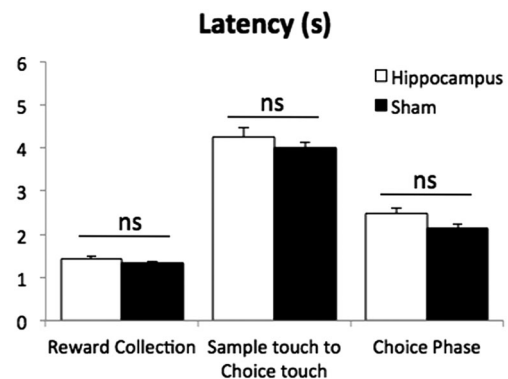 Latency (s)
6
5
4
3
2
1
0
Hippocampus
Sham
ns
ns
ns
Reward Collection
Sample touch to
Choice touch
Choice Phase